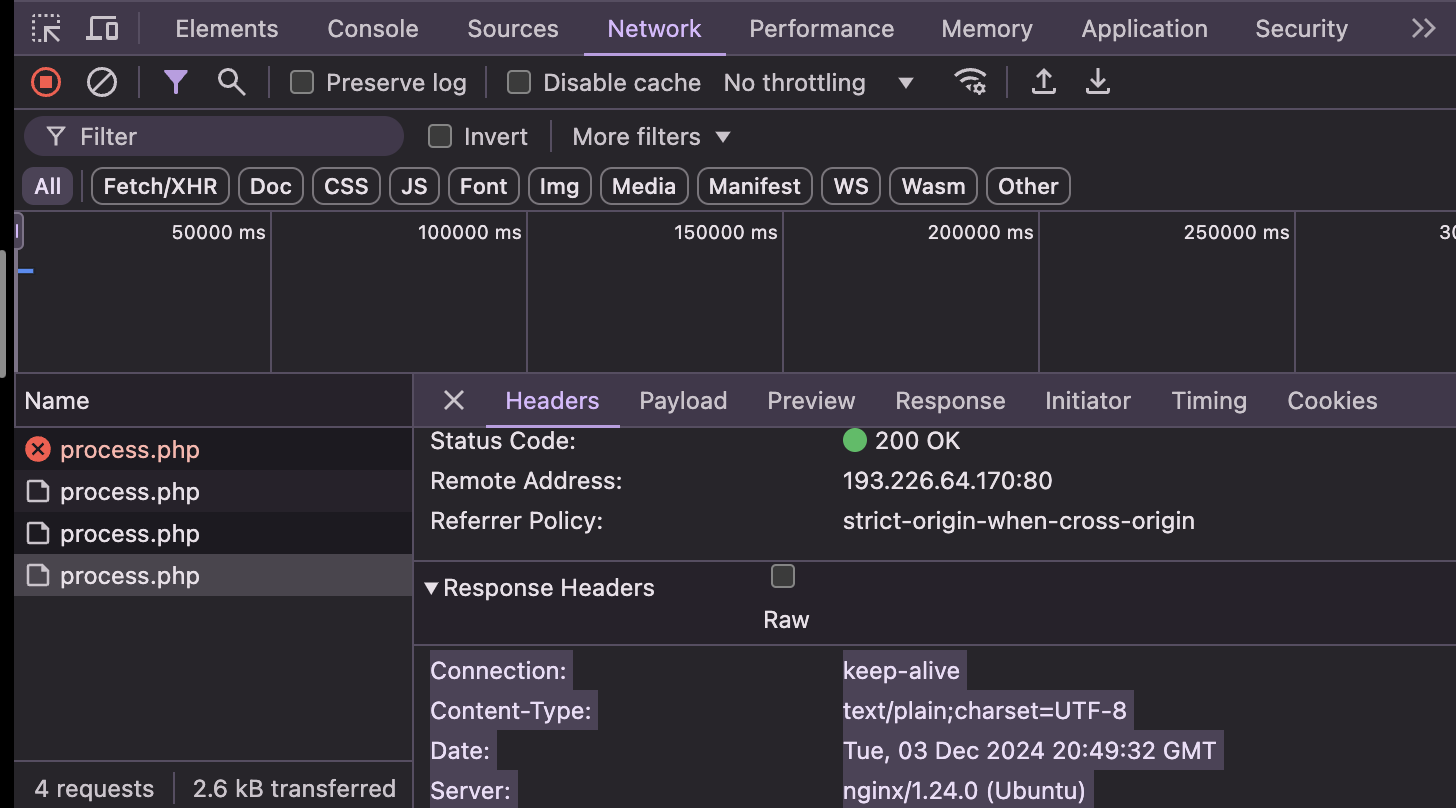 Elements Console Sources Network Performance Memory Application Security
Preserve log Disable cache No throttling
Filter Invert More filters
All Fetch/XHR Doc CSS JS Font Img Media Manifest WS Wasm Other
50000 ms 100000 ms 150000 ms 200000 ms 250000 ms 30
Name
process.php
process.php
process.php
process.php
4 requests 2.6 kB transferred
Headers Payload Preview Response Initiator Timing Cookies
Status Code: 200 OK
Remote Address: 193.226.64.170:80
Referrer Policy: strict-origin-when-cross-origin
Response Headers
Raw
Connection: keep-alive
Content-Type: text/plain;charset=UTF-8
Date: Tue, 03 Dec 2024 20:49:32 GMT
Server: nginx/1.24.0 (Ubuntu)